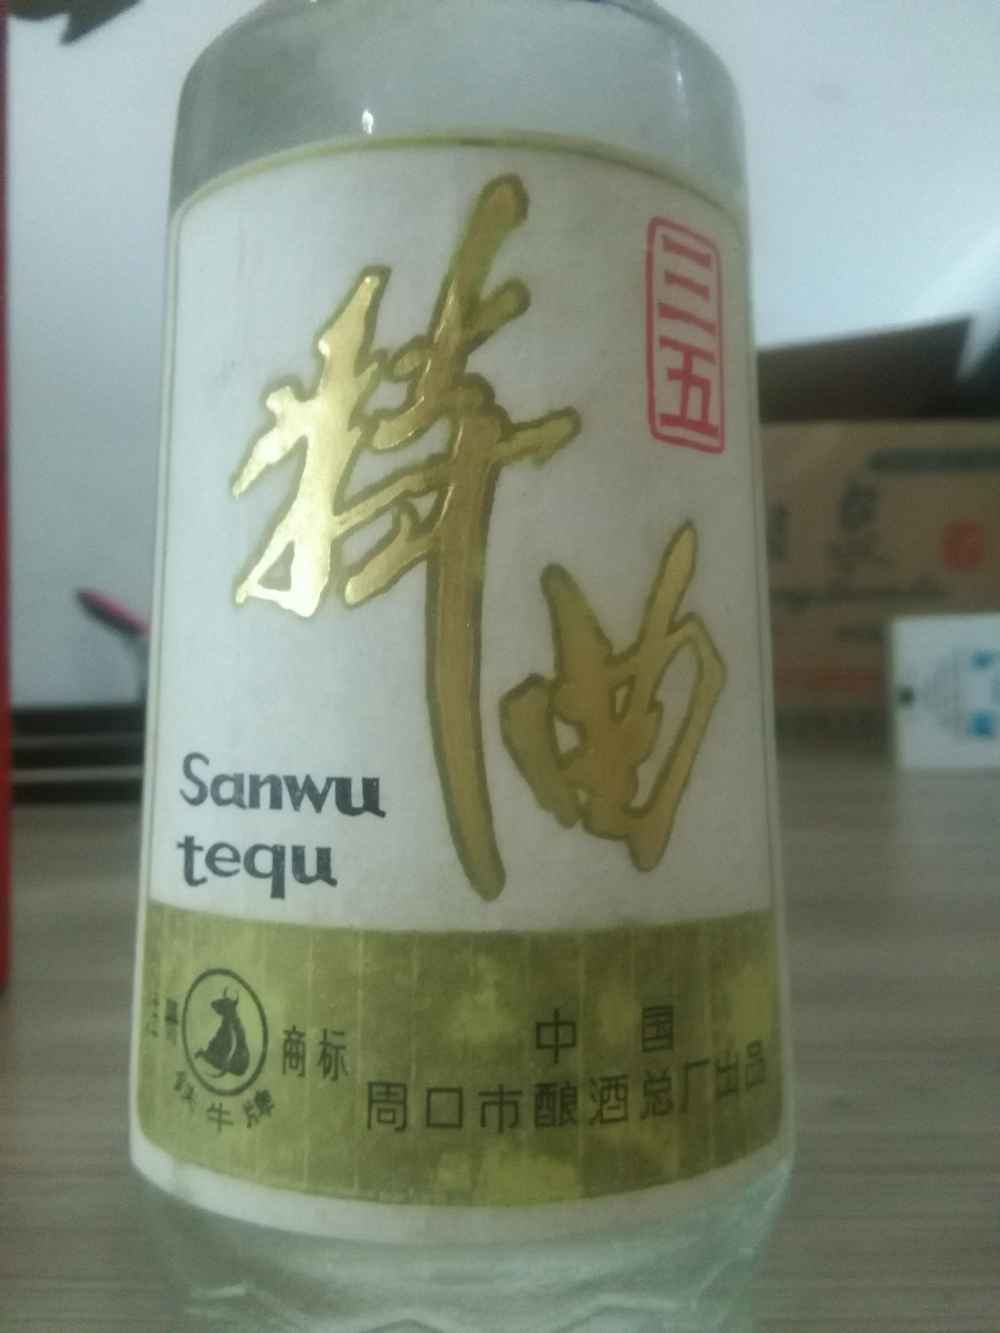 三五
特曲
Sanwu
tequ
商标
牛牌
中国
周口市酿酒总厂出品